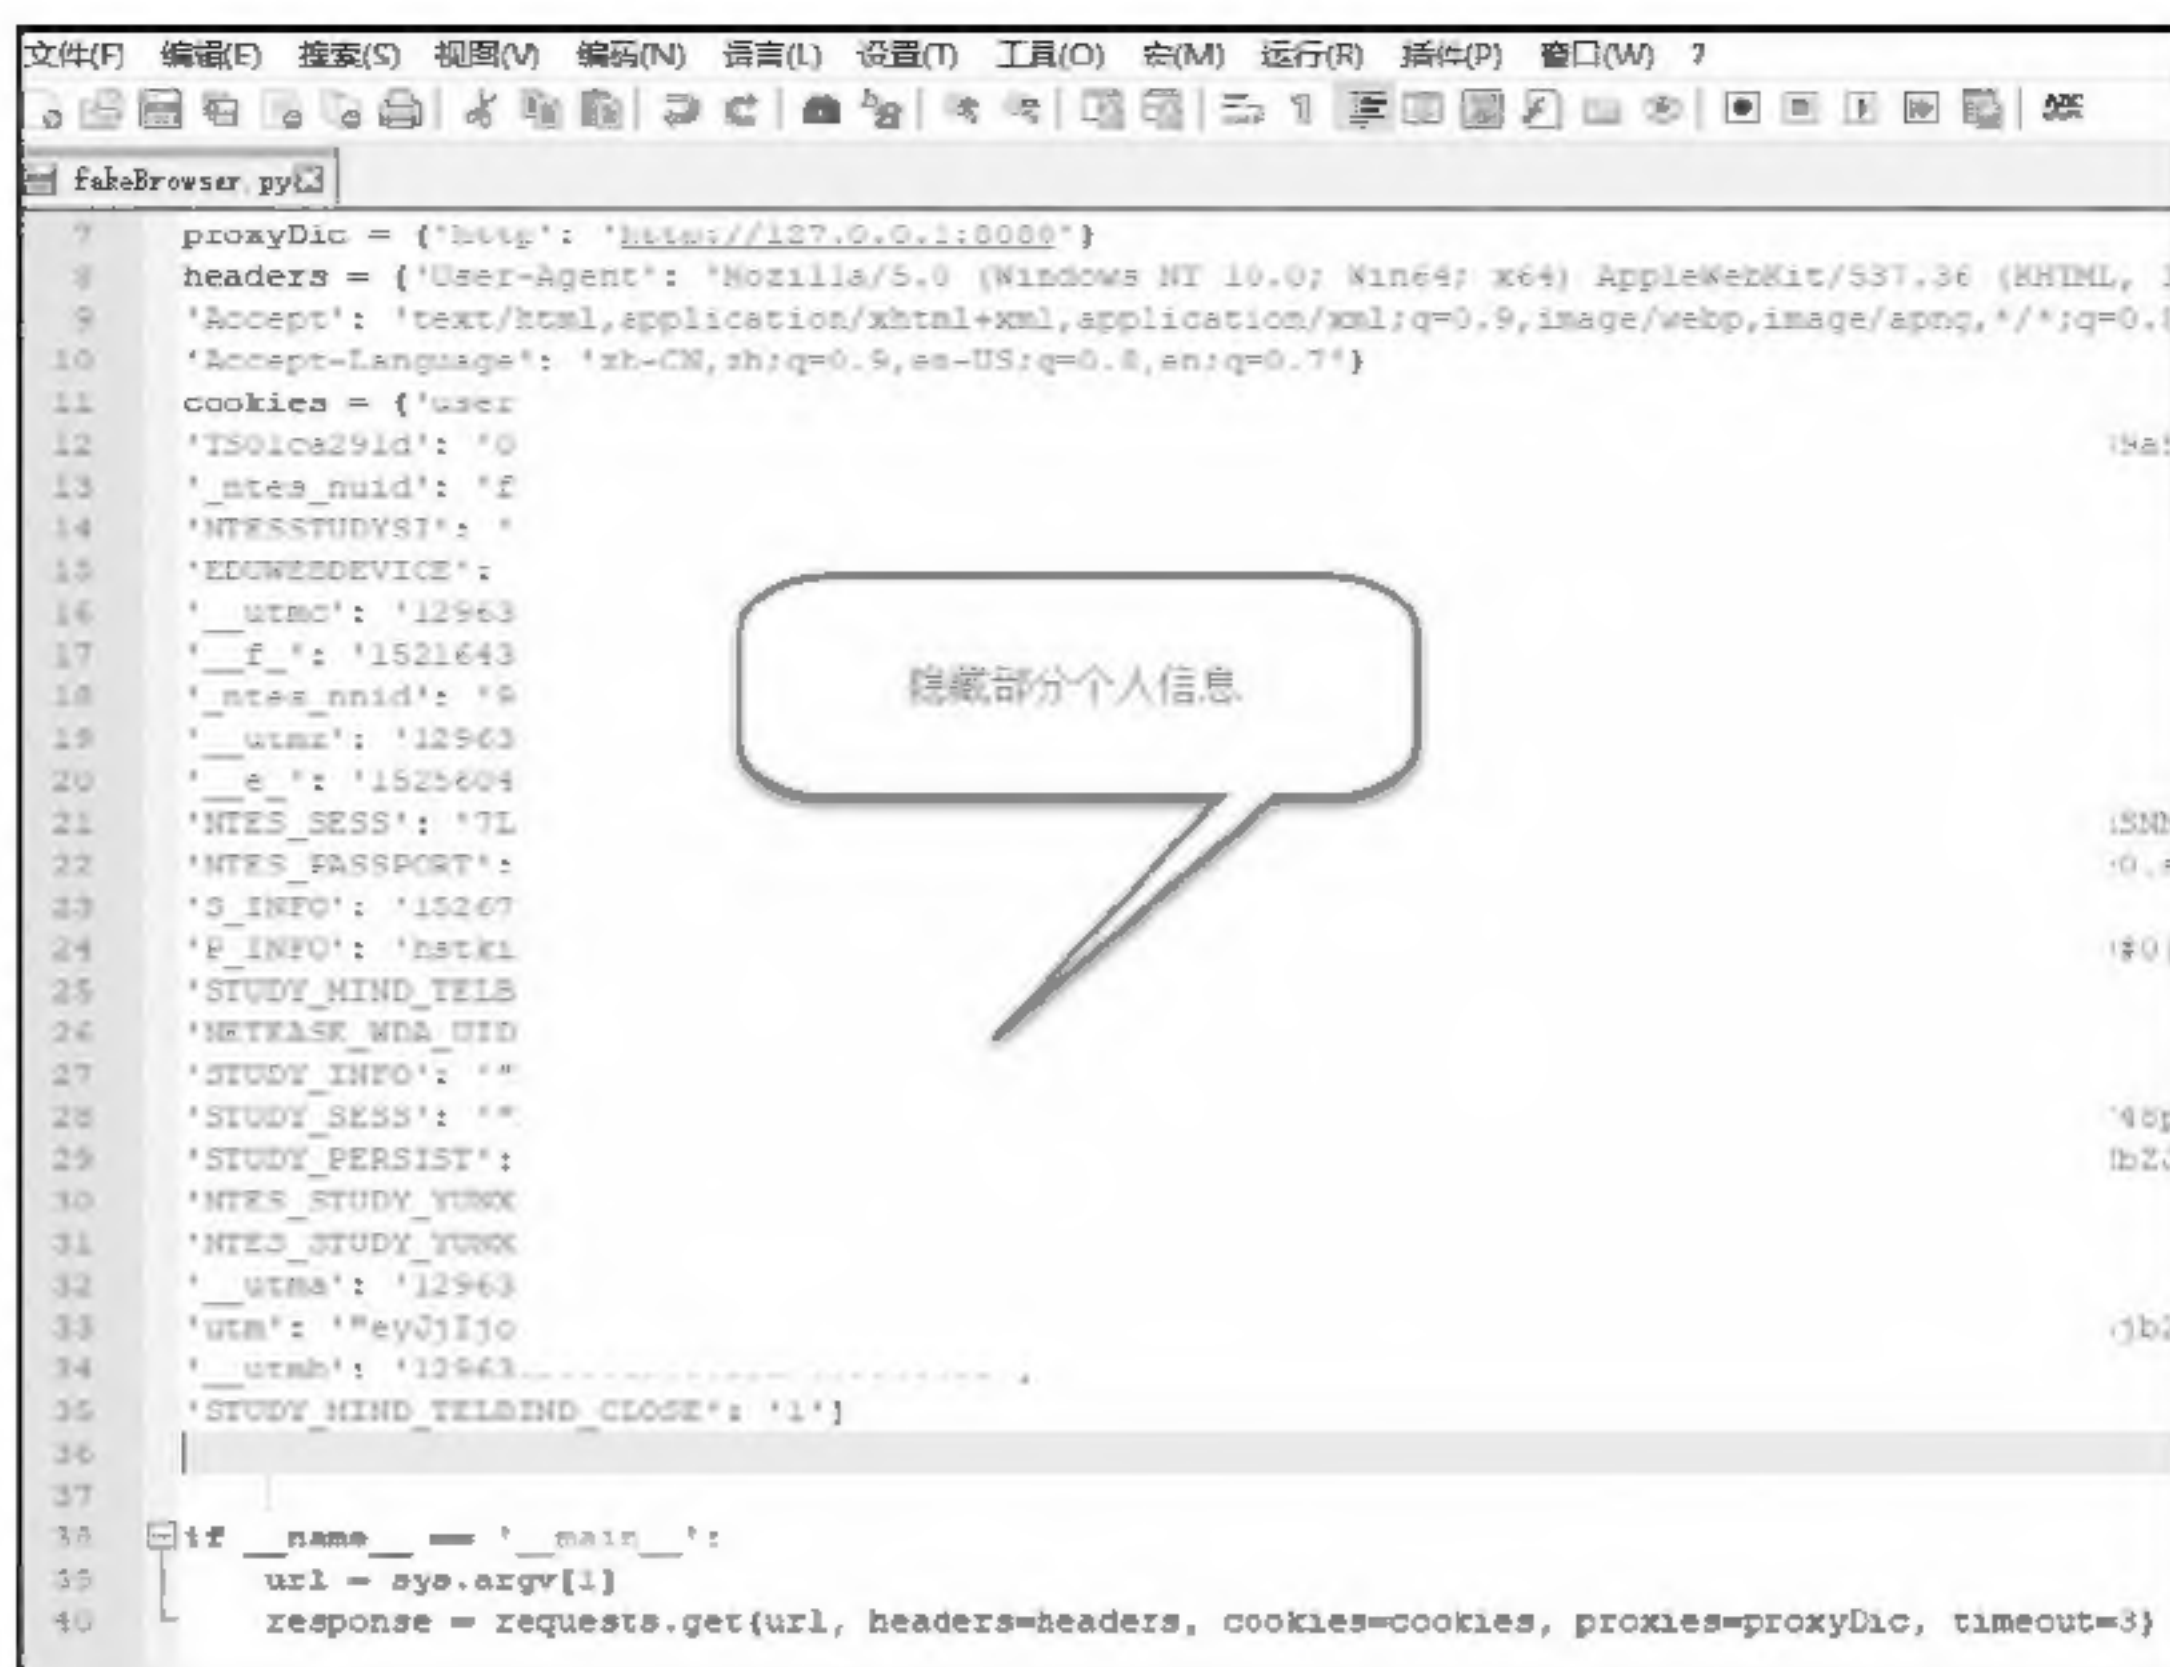 文件(F) 编辑(E) 搜索(S) 视图(V) 编码(N) 语言(L) 设置(T) 工具(O) 宏(M) 运行(R) 插件(P) 窗口(W) ?
fakeBrowser.py
7 proxyDic = {'http': 'http://127.0.0.1:8080'}
8 headers = {'User-Agent': 'Mozilla/5.0 (Windows NT 10.0; Win64; x64) AppleWebKit/537.36 (KHTML, l
9 'Accept': 'text/html,application/xhtml+xml,application/xml;q=0.9,image/webp,image/apng,*/*;q=0.8
10 'Accept-Language': 'zh-CN,zh;q=0.9,en-US;q=0.8,en;q=0.7'}
11 cookies = {'user
12 'TS01ca291d': '0
13 '_ntes_nuid': 'f
14 'NTESSTUDYSI': '
15 'EDUWEBDEVICE':
16 '__utmc': '12963
17 '__f_': '1521643
18 '_ntes_nnid': '9
19 '__utmz': '12963
20 '__e_': '1525604
21 'NTES_SESS': '7L
22 'NTES_PASSPORT':
23 'S_INFO': '15267
24 'P_INFO': 'hstki
25 'STUDY_MIND_TELB
26 'NETEASE_WDA_UID
27 'STUDY_INFO': '"
28 'STUDY_SESS': '"
29 'STUDY_PERSIST':
30 'NTES_STUDY_YUNX
31 'NTES_STUDY_YUNX
32 '__utma': '12963
33 'utm': '"eyJjIjo
34 '__utmb': '12963
35 'STUDY_MIND_TELBIND_CLOSE': '1'}
36
37
38 if __name__ == '__main__':
39 url = sys.argv[1]
40 response = requests.get(url, headers=headers, cookies=cookies, proxies=proxyDic, timeout=3)
隐藏部分个人信息